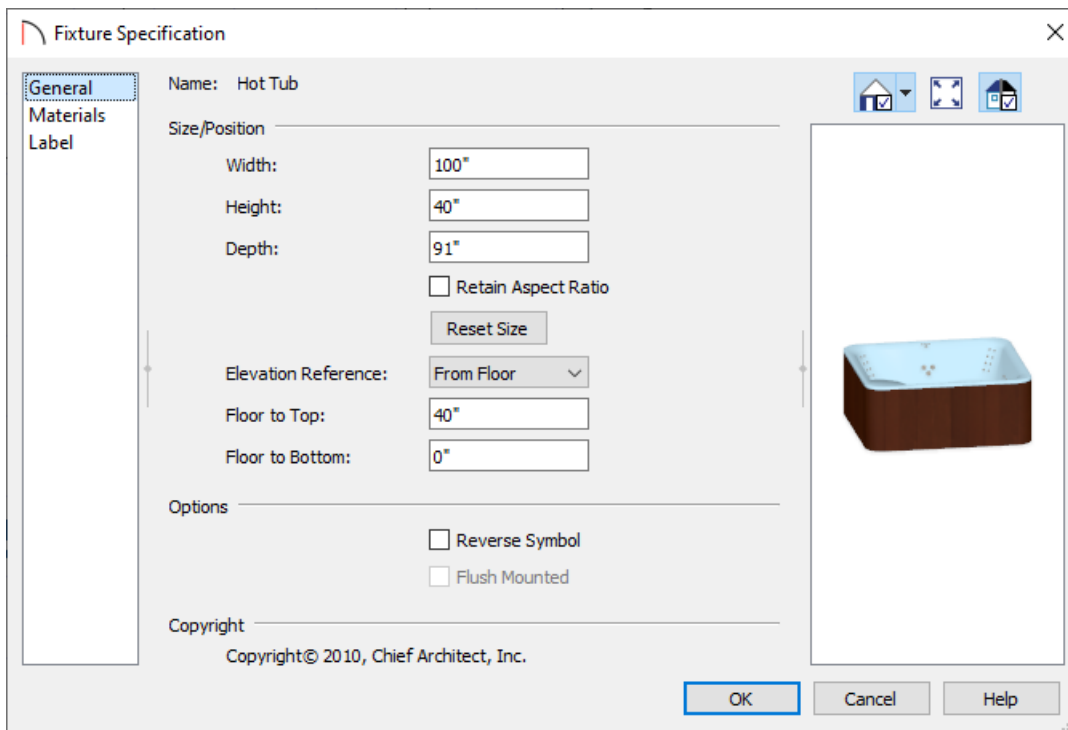 Fixture Specification
General
Materials
Label
Name: Hot Tub
Size/Position
Width: 100"
Height: 40"
Depth: 91"
Retain Aspect Ratio
Reset Size
Elevation Reference: From Floor
Floor to Top: 40"
Floor to Bottom: 0"
Options
Reverse Symbol
Flush Mounted
Copyright
Copyright© 2010, Chief Architect, Inc.
OK Cancel Help